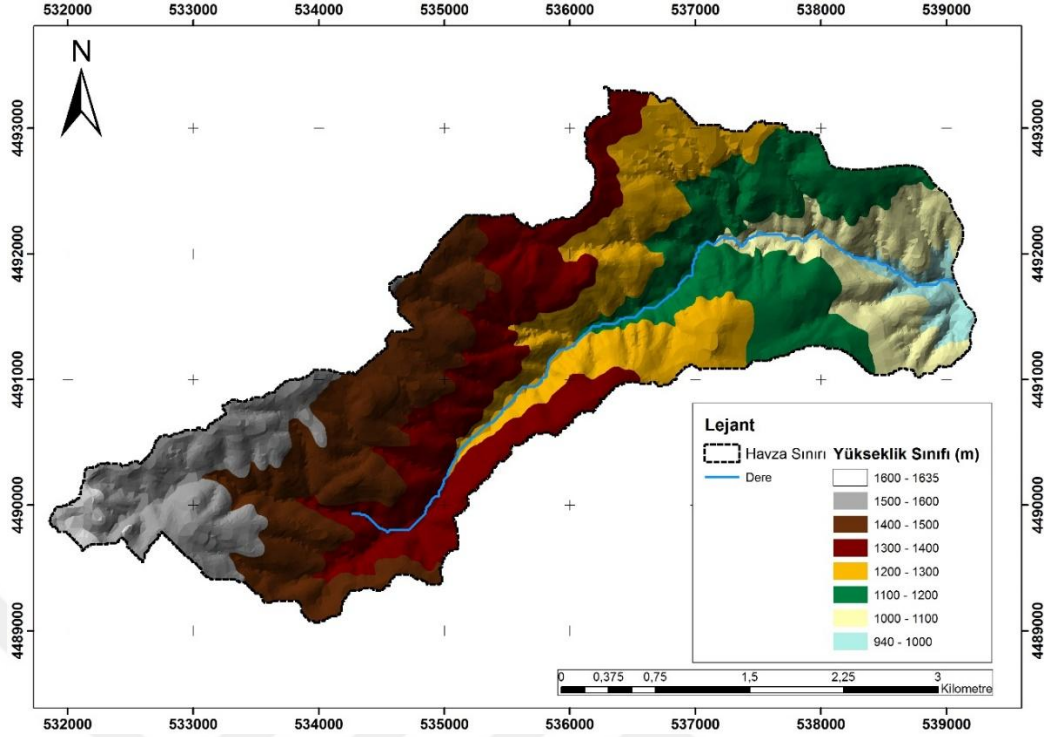 532000 533000 534000 535000 536000 537000 538000 539000
N
4493000 4493000
4492000 4492000
4491000 4491000
4490000 4490000
4489000 4489000
Lejant
Havza Sınırı
Dere
Yükseklik Sınıfı (m)
1600 - 1635
1500 - 1600
1400 - 1500
1300 - 1400
1200 - 1300
1100 - 1200
1000 - 1100
940 - 1000
0 0,375 0,75 1,5 2,25 3
Kilometre
532000 533000 534000 535000 536000 537000 538000 539000